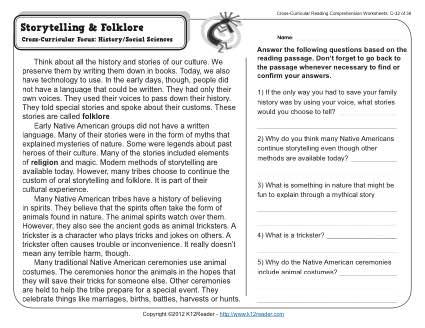 Cross-Curricular Reading Comprehension Worksheets: C-32 of 36
Storytelling & Folklore
Cross-Curricular Focus: History/Social Sciences
Name
Answer the following questions based on the
reading passage. Don't forget to go back to
the passage whenever necessary to find or
confirm your answers.
Think about all the history and stories of our culture. We
preserve them by writing them down in books. Today, we also
have technology to help us. In the early days, though, people did
not have a language that could be written. They had only their
own voices. They used their voices to pass down their history.
They told special stories and spoke about their customs. These
stories are called folklore
Early Native American groups did not have a written
language. Many of their stories were in the form of myths that
explained mysteries of nature. Some were legends about past
heroes of their culture. Many of the stories included elements
of religion and magic. Modern methods of storytelling are
available today. However, many tribes choose to continue the
custom of oral storytelling and folklore. It is part of their
cultural experience.
Many Native American tribes have a history of believing
in spirits. They believe that the spirits often take the form of
animals found in nature. The animal spirits watch over them.
However, they also see the ancient gods as animal tricksters. A
trickster is a character who plays tricks and jokes on others. A
trickster often causes trouble or inconvenience. It really doesn't
mean any terrible harm, though.
Many traditional Native American ceremonies use animal
costumes. The ceremonies honor the animals in the hopes that
they will save their tricks for someone else. Other ceremonies
are held to help the tribe prepare for a special event. They
celebrate things like marriages, births, battles, harvests or hunts.
1) If the only way you had to save your family
history was by using your voice, what stories
would you choose to tell?
2) Why do you think many Native Americans
continue storytelling even though other
methods are available today?
3) What is something in nature that might be
fun to explain through a mythical story
4) What is a trickster?
5) Why do the Native American ceremonies
include animal costumes?
Copyright ©2012 K12Reader - http://www.k12reader.com